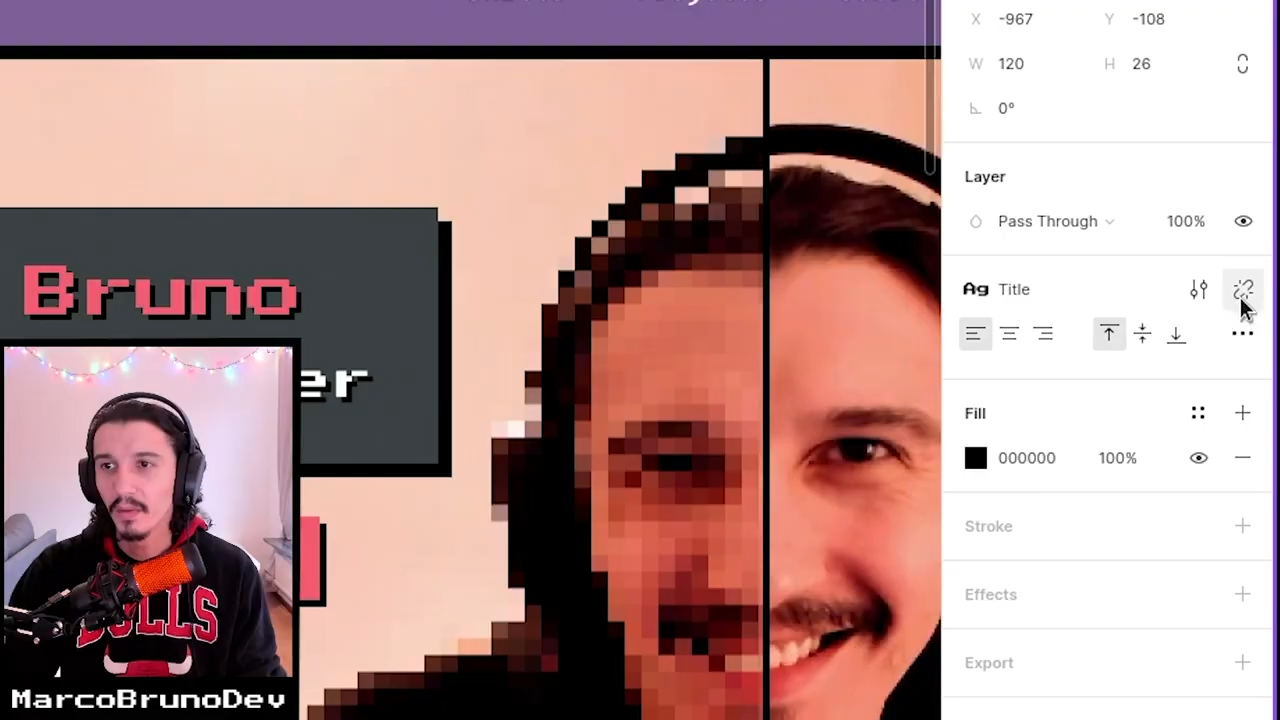 X -967 Y -108
W 120 H 26
0°
Layer
Pass Through 100%
Ag Title
Fill
000000 100%
Stroke
Effects
Export
Bruno
er
BULLS
MarcoBrunoDev